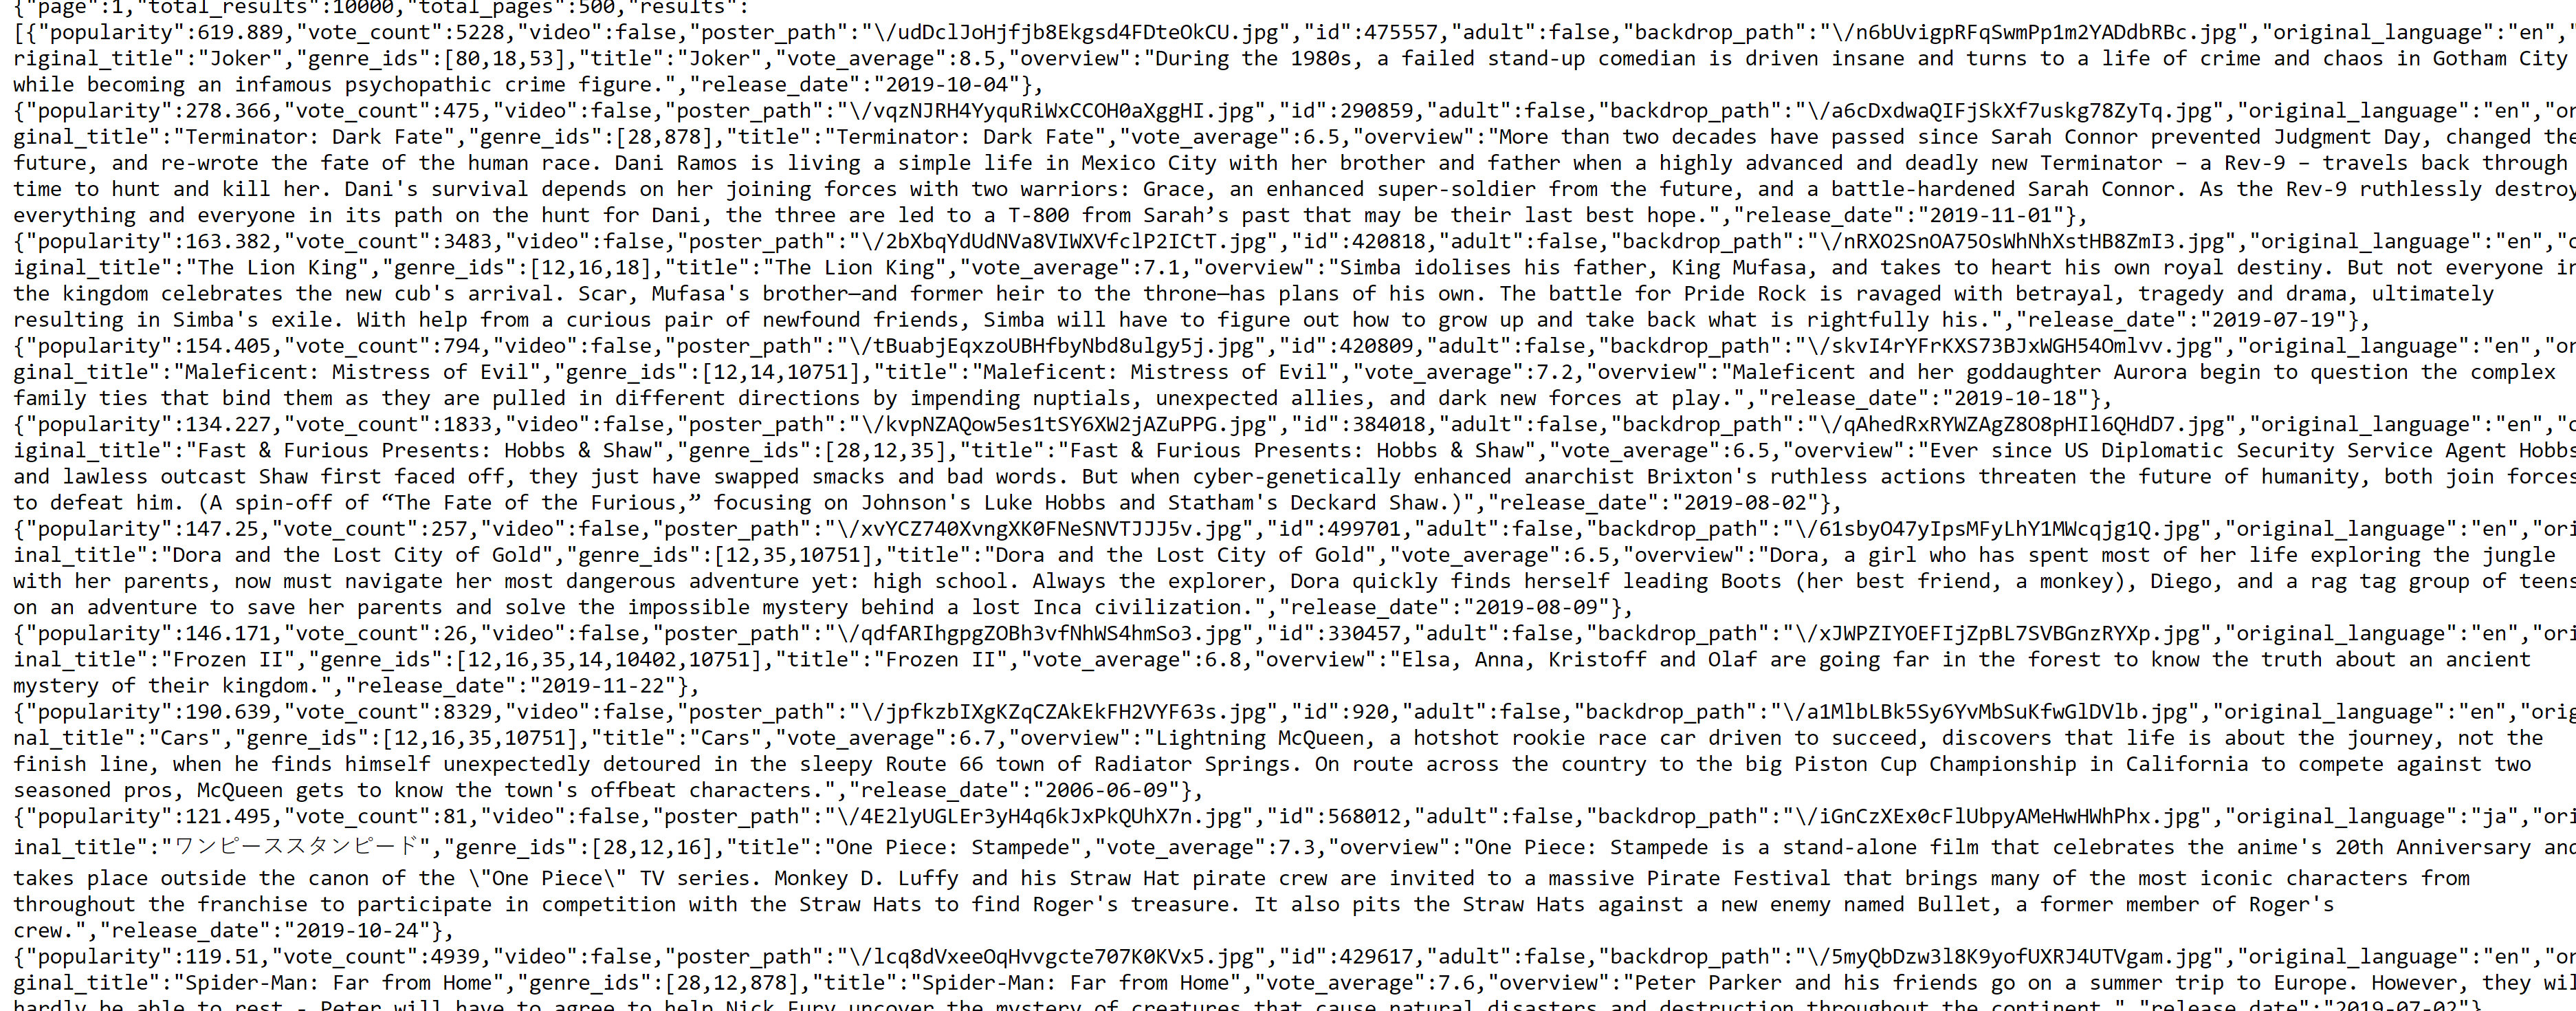 {"page":1,"total_results":10000,"total_pages":500,"results":
[{"popularity":619.889,"vote_count":5228,"video":false,"poster_path":"\/udDclJoHjfjb8Ekgsd4FDteOkCU.jpg","id":475557,"adult":false,"backdrop_path":"\/n6bUvigpRFqSwmPp1m2YADdbRBc.jpg","original_language":"en","
riginal_title":"Joker","genre_ids":[80,18,53],"title":"Joker","vote_average":8.5,"overview":"During the 1980s, a failed stand-up comedian is driven insane and turns to a life of crime and chaos in Gotham City
while becoming an infamous psychopathic crime figure.","release_date":"2019-10-04"},
{"popularity":278.366,"vote_count":475,"video":false,"poster_path":"\/vqzNJRH4YyquRiWxCCOH0aXggHI.jpg","id":290859,"adult":false,"backdrop_path":"\/a6cDxdwaQIFjSkXf7uskg78ZyTq.jpg","original_language":"en","or
ginal_title":"Terminator: Dark Fate","genre_ids":[28,878],"title":"Terminator: Dark Fate","vote_average":6.5,"overview":"More than two decades have passed since Sarah Connor prevented Judgment Day, changed the
future, and re-wrote the fate of the human race. Dani Ramos is living a simple life in Mexico City with her brother and father when a highly advanced and deadly new Terminator – a Rev-9 – travels back through
time to hunt and kill her. Dani's survival depends on her joining forces with two warriors: Grace, an enhanced super-soldier from the future, and a battle-hardened Sarah Connor. As the Rev-9 ruthlessly destroy
everything and everyone in its path on the hunt for Dani, the three are led to a T-800 from Sarah’s past that may be their last best hope.","release_date":"2019-11-01"},
{"popularity":163.382,"vote_count":3483,"video":false,"poster_path":"\/2bXbqYdUdNVa8VIWXVfclP2ICtT.jpg","id":420818,"adult":false,"backdrop_path":"\/nRXO2SnOA75OsWhNhXstHB8ZmI3.jpg","original_language":"en","o
iginal_title":"The Lion King","genre_ids":[12,16,18],"title":"The Lion King","vote_average":7.1,"overview":"Simba idolises his father, King Mufasa, and takes to heart his own royal destiny. But not everyone in
the kingdom celebrates the new cub's arrival. Scar, Mufasa's brother—and former heir to the throne—has plans of his own. The battle for Pride Rock is ravaged with betrayal, tragedy and drama, ultimately
resulting in Simba's exile. With help from a curious pair of newfound friends, Simba will have to figure out how to grow up and take back what is rightfully his.","release_date":"2019-07-19"},
{"popularity":154.405,"vote_count":794,"video":false,"poster_path":"\/tBuabjEqxzoUBHfbyNbd8ulgy5j.jpg","id":420809,"adult":false,"backdrop_path":"\/skvI4rYFrKXS73BJxWGH54Omlvv.jpg","original_language":"en","or
ginal_title":"Maleficent: Mistress of Evil","genre_ids":[12,14,10751],"title":"Maleficent: Mistress of Evil","vote_average":7.2,"overview":"Maleficent and her goddaughter Aurora begin to question the complex
family ties that bind them as they are pulled in different directions by impending nuptials, unexpected allies, and dark new forces at play.","release_date":"2019-10-18"},
{"popularity":134.227,"vote_count":1833,"video":false,"poster_path":"\/kvpNZAQow5es1tSY6XW2jAZuPPG.jpg","id":384018,"adult":false,"backdrop_path":"\/qAhedRxRYWZAgZ8O8pHIl6QHdD7.jpg","original_language":"en","o
iginal_title":"Fast & Furious Presents: Hobbs & Shaw","genre_ids":[28,12,35],"title":"Fast & Furious Presents: Hobbs & Shaw","vote_average":6.5,"overview":"Ever since US Diplomatic Security Service Agent Hobbs
and lawless outcast Shaw first faced off, they just have swapped smacks and bad words. But when cyber-genetically enhanced anarchist Brixton's ruthless actions threaten the future of humanity, both join forces
to defeat him. (A spin-off of “The Fate of the Furious,” focusing on Johnson's Luke Hobbs and Statham's Deckard Shaw.)","release_date":"2019-08-02"},
{"popularity":147.25,"vote_count":257,"video":false,"poster_path":"\/xvYCZ740XvngXK0FNeSNVTJJJ5v.jpg","id":499701,"adult":false,"backdrop_path":"\/61sbyO47yIpsMFyLhY1MWcqjg1Q.jpg","original_language":"en","ori
inal_title":"Dora and the Lost City of Gold","genre_ids":[12,35,10751],"title":"Dora and the Lost City of Gold","vote_average":6.5,"overview":"Dora, a girl who has spent most of her life exploring the jungle
with her parents, now must navigate her most dangerous adventure yet: high school. Always the explorer, Dora quickly finds herself leading Boots (her best friend, a monkey), Diego, and a rag tag group of teens
on an adventure to save her parents and solve the impossible mystery behind a lost Inca civilization.","release_date":"2019-08-09"},
{"popularity":146.171,"vote_count":26,"video":false,"poster_path":"\/qdfARIhgpgZOBh3vfNhWS4hmSo3.jpg","id":330457,"adult":false,"backdrop_path":"\/xJWPZIYOEFIjZpBL7SVBGnzRYXp.jpg","original_language":"en","ori
inal_title":"Frozen II","genre_ids":[12,16,35,14,10402,10751],"title":"Frozen II","vote_average":6.8,"overview":"Elsa, Anna, Kristoff and Olaf are going far in the forest to know the truth about an ancient
mystery of their kingdom.","release_date":"2019-11-22"},
{"popularity":190.639,"vote_count":8329,"video":false,"poster_path":"\/jpfkzbIXgKZqCZAkEkFH2VYF63s.jpg","id":920,"adult":false,"backdrop_path":"\/a1MlbLBk5Sy6YvMbSuKfwGlDVlb.jpg","original_language":"en","orig
nal_title":"Cars","genre_ids":[12,16,35,10751],"title":"Cars","vote_average":6.7,"overview":"Lightning McQueen, a hotshot rookie race car driven to succeed, discovers that life is about the journey, not the
finish line, when he finds himself unexpectedly detoured in the sleepy Route 66 town of Radiator Springs. On route across the country to the big Piston Cup Championship in California to compete against two
seasoned pros, McQueen gets to know the town's offbeat characters.","release_date":"2006-06-09"},
{"popularity":121.495,"vote_count":81,"video":false,"poster_path":"\/4E2lyUGLEr3yH4q6kJxPkQUhX7n.jpg","id":568012,"adult":false,"backdrop_path":"\/iGnCzXEx0cFlUbpyAMeHwHWhPhx.jpg","original_language":"ja","ori
inal_title":"ワンピーススタンピード","genre_ids":[28,12,16],"title":"One Piece: Stampede","vote_average":7.3,"overview":"One Piece: Stampede is a stand-alone film that celebrates the anime's 20th Anniversary and
takes place outside the canon of the \"One Piece\" TV series. Monkey D. Luffy and his Straw Hat pirate crew are invited to a massive Pirate Festival that brings many of the most iconic characters from
throughout the franchise to participate in competition with the Straw Hats to find Roger's treasure. It also pits the Straw Hats against a new enemy named Bullet, a former member of Roger's
crew.","release_date":"2019-10-24"},
{"popularity":119.51,"vote_count":4939,"video":false,"poster_path":"\/lcq8dVxeeOqHvvgcte707K0KVx5.jpg","id":429617,"adult":false,"backdrop_path":"\/5myQbDzw3l8K9yofUXRJ4UTVgam.jpg","original_language":"en","or
ginal_title":"Spider-Man: Far from Home","genre_ids":[28,12,878],"title":"Spider-Man: Far from Home","vote_average":7.6,"overview":"Peter Parker and his friends go on a summer trip to Europe. However, they wil
hardly be able to rest - Peter will have to agree to help Nick Fury uncover the mystery of creatures that cause natural disasters and destruction throughout the continent.","release_date":"2019-07-02"}